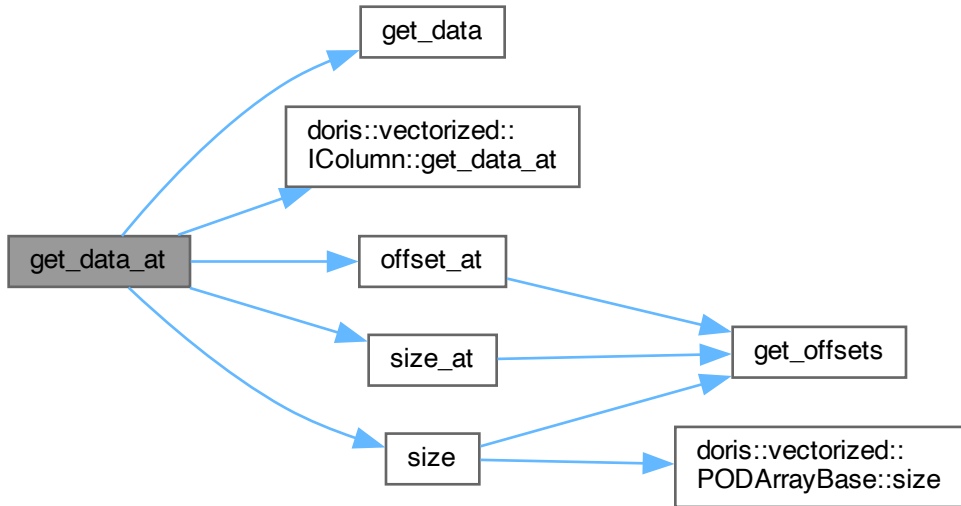 get_data
doris::vectorized::
IColumn::get_data_at
get_data_at
offset_at
size_at
get_offsets
size
doris::vectorized::
PODArrayBase::size